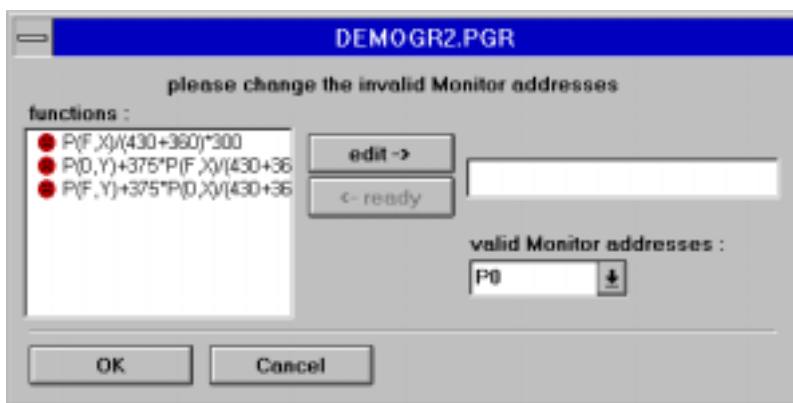 DEMOGR2.PGR
please change the invalid Monitor addresses
functions :
P(F,X)/(430+360)*300
P(D,Y)+375*P(F,X)/(430+36
P(F,Y)+375*P(D,X)/(430+36
edit ->
<- ready
valid Monitor addresses :
P0
OK
Cancel